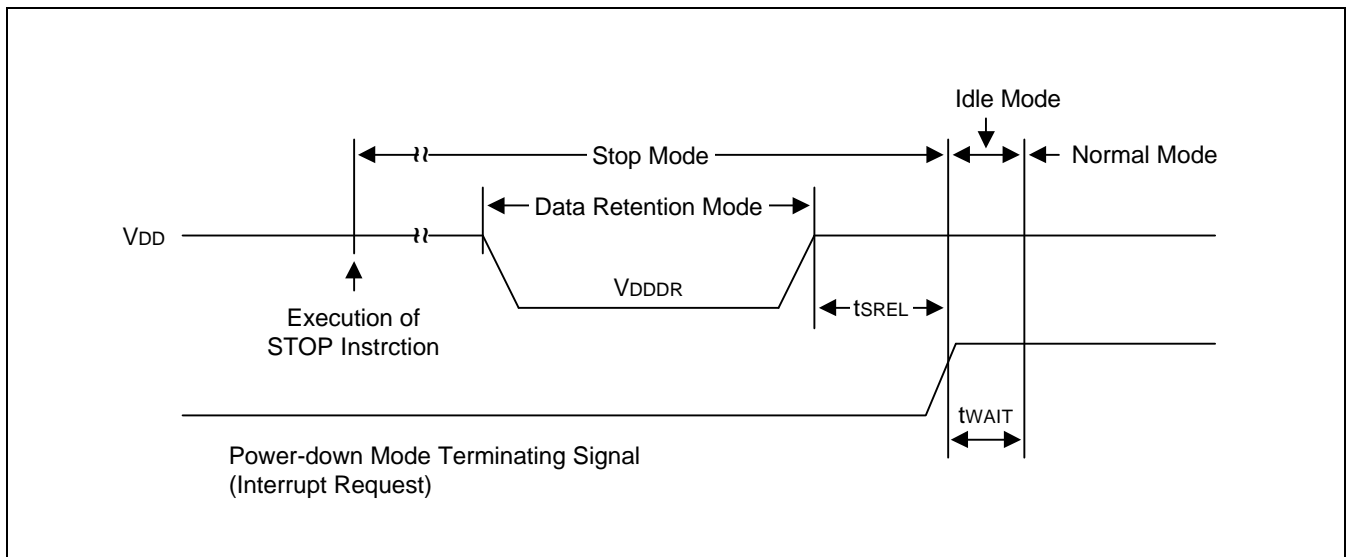 Idle Mode
Stop Mode
Normal Mode
Data Retention Mode
VDD
VDDDR
tSREL
Execution of
STOP Instrction
tWAIT
Power-down Mode Terminating Signal
(Interrupt Request)